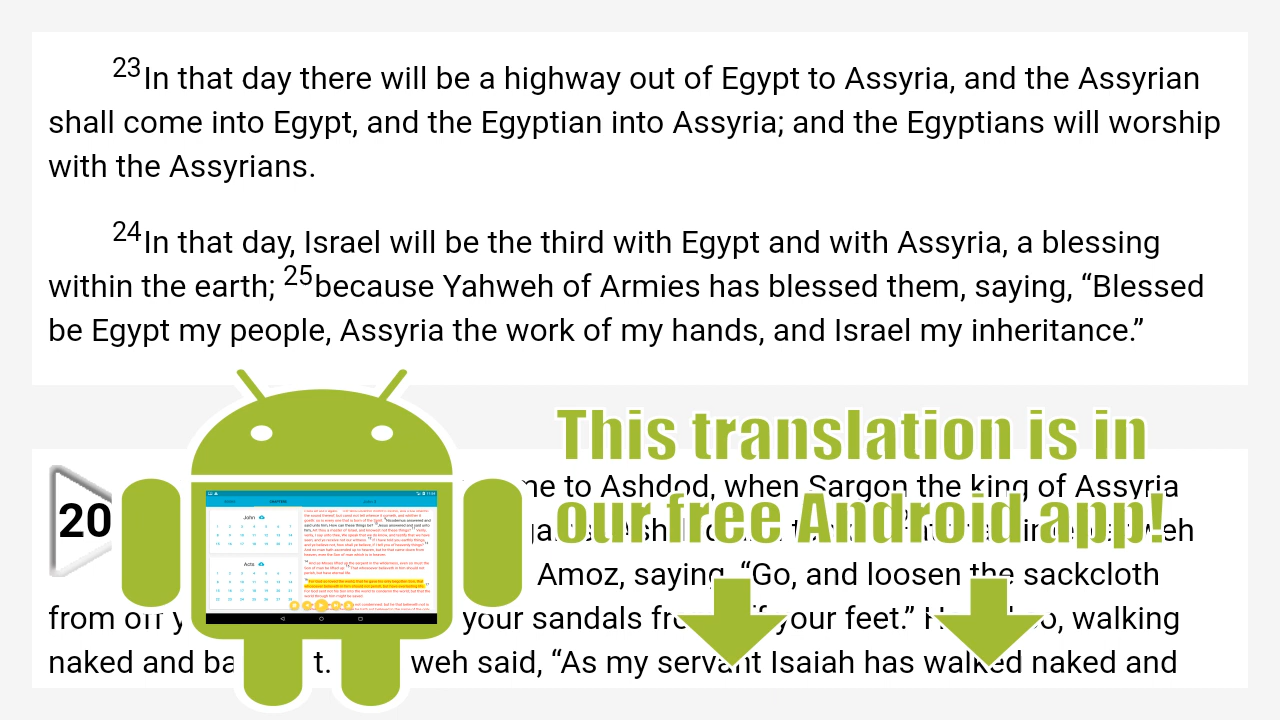 23In that day there will be a highway out of Egypt to Assyria, and the Assyrian
shall come into Egypt, and the Egyptian into Assyria; and the Egyptians will worship
with the Assyrians.
24In that day, Israel will be the third with Egypt and with Assyria, a blessing
within the earth; 25because Yahweh of Armies has blessed them, saying, “Blessed
be Egypt my people, Assyria the work of my hands, and Israel my inheritance.”
This translation is in
our free Android app!
20
to Ashdod, when Sargon the king of Assyria
Amoz, saying, “Go, and loosen the sackcloth
from off your sandals your feet.” walking
naked and said, “As my servant Isaiah has walked naked and
John
Acts